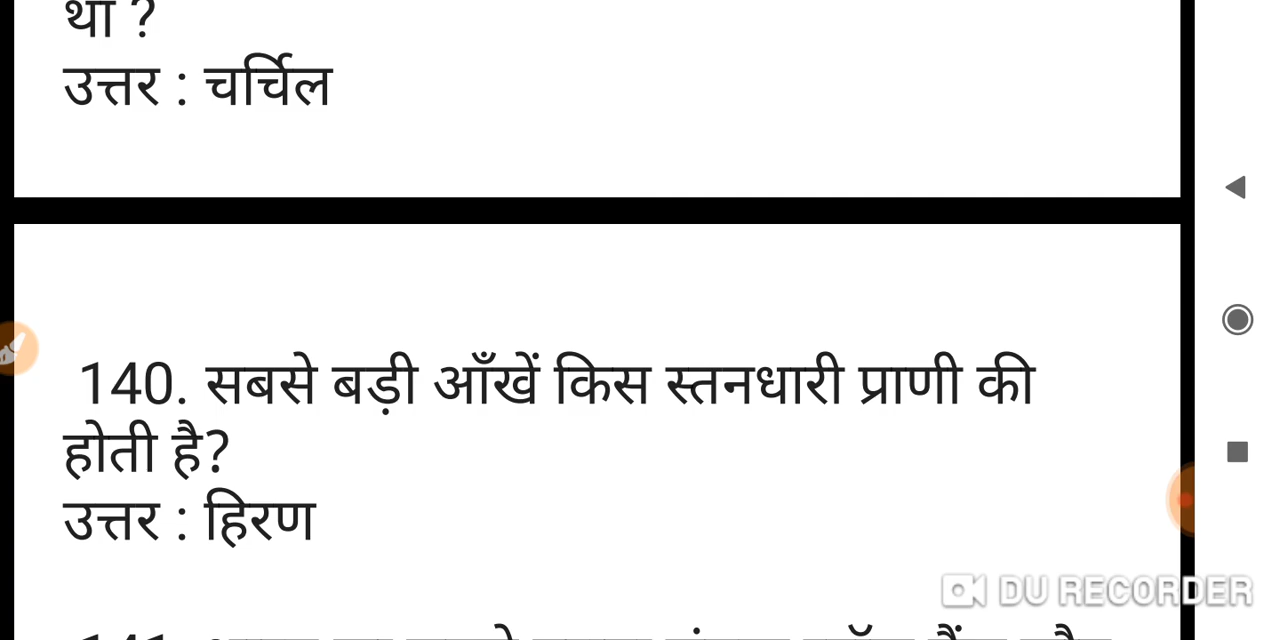 था ?
उत्तर : चर्चिल
140. सबसे बड़ी आँखें किस स्तनधारी प्राणी की
होती है?
उत्तर : हिरण
DU RECORDER